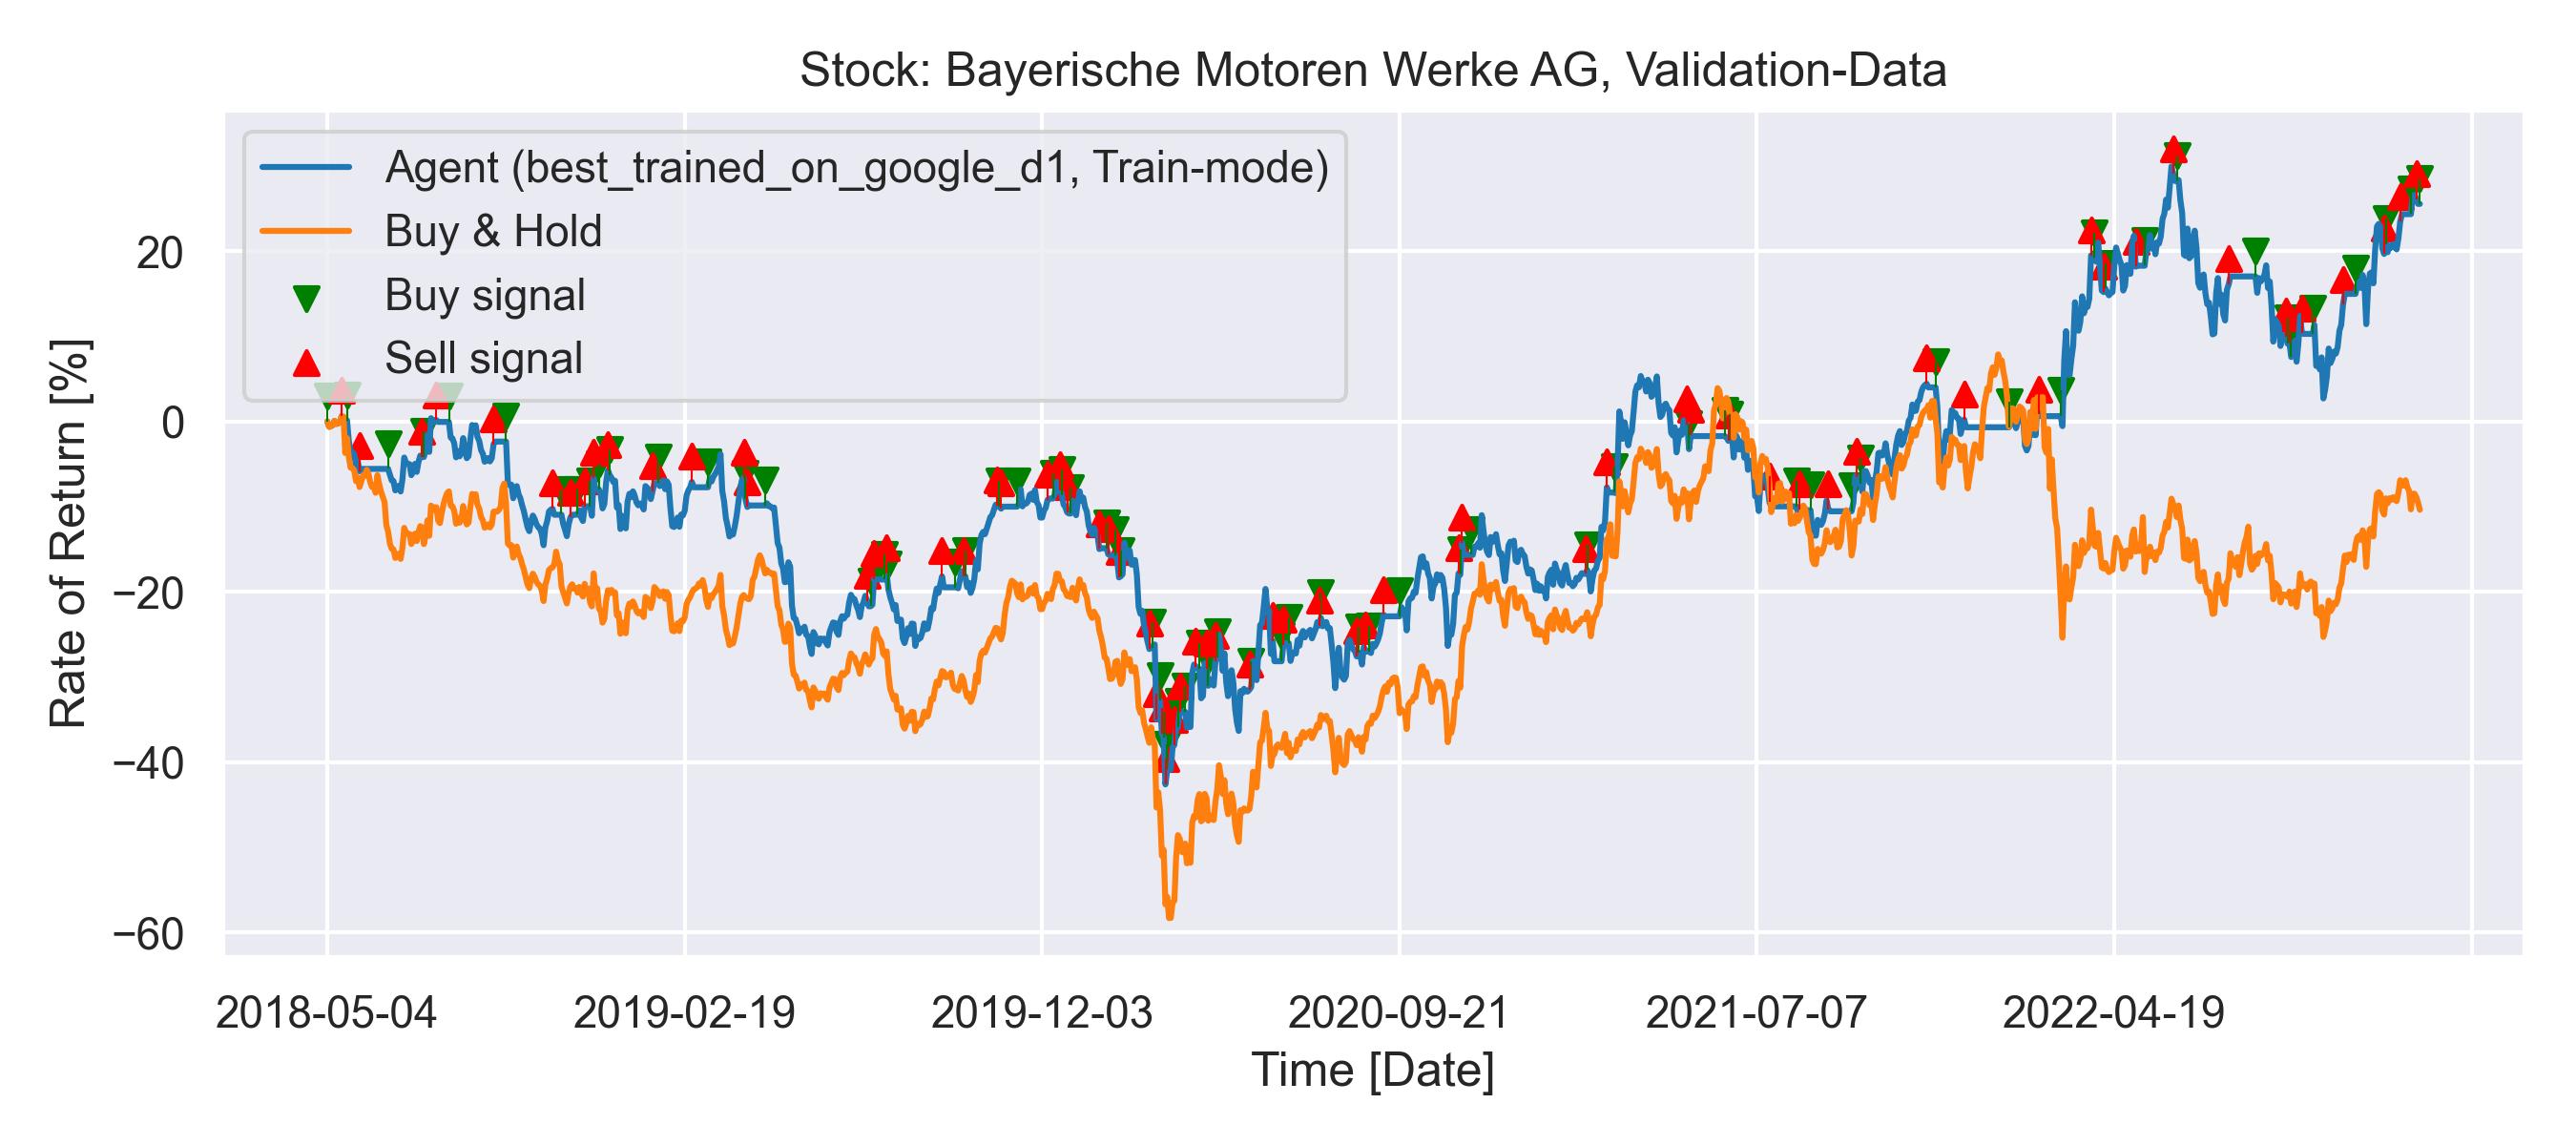 Stock: Bayerische Motoren Werke AG, Validation-Data
Agent (best_trained_on_google_d1, Train-mode)
Buy & Hold
Buy signal
Sell signal
Rate of Return [%]
20
0
−20
−40
−60
2018-05-04
2019-02-19
2019-12-03
2020-09-21
2021-07-07
2022-04-19
Time [Date]